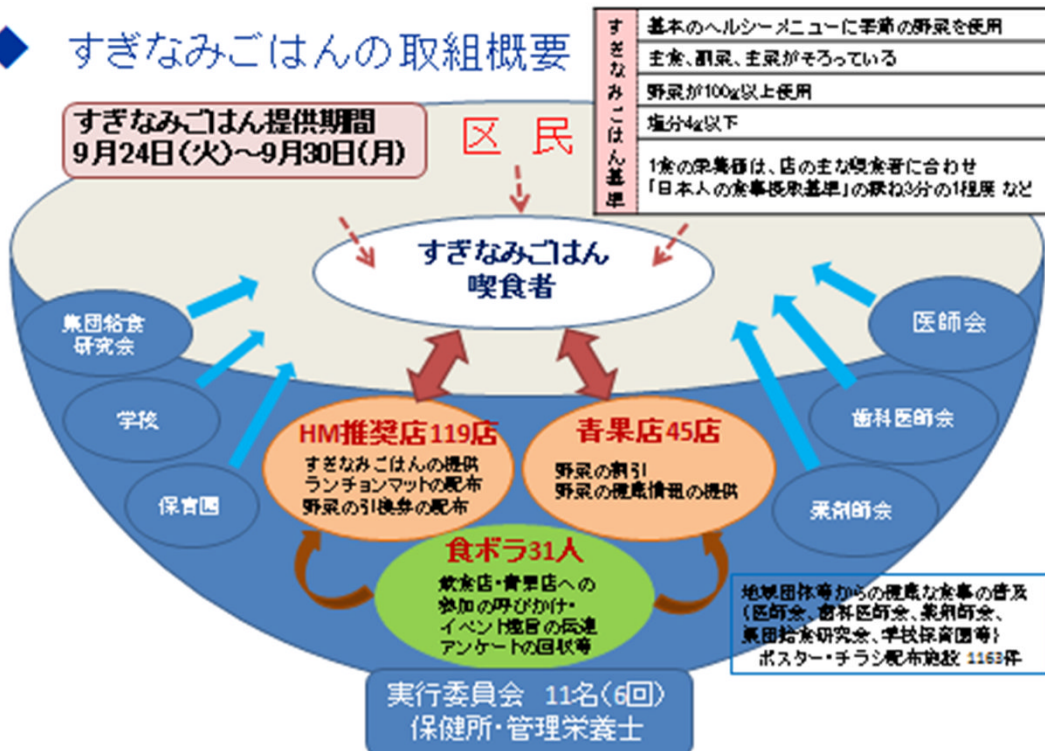 ◆ すぎなみごはんの取組概要
すぎなみごはん提供期間
9月24日(火)～9月30日(月)
区 民
すぎなみごはん基準
基本のヘルシーメニューに季節の野菜を使用
主食、副菜、主菜がそろっている
野菜が100g以上使用
塩分4g以下
1食の栄養価は、店の主な喫食者に合わせ
「日本人の食事摂取基準」の概ね3分の1程度 など
すぎなみごはん
喫食者
集団給食
研究会
学校
保育園
医師会
歯科医師会
薬剤師会
HM推奨店119店
すぎなみごはんの提供
ランチョンマットの配布
野菜の引換券の配布
青果店45店
野菜の割引
野菜の健康情報の提供
食ボラ31人
飲食店・青果店への
参加の呼びかけ・
イベント趣旨の伝達
アンケートの回収等
地域団体等からの健康な食事の普及
(医師会、歯科医師会、薬剤師会、
集団給食研究会、学校保育園等)
ポスター・チラシ配布施設 1163件
実行委員会 11名(6回)
保健所・管理栄養士